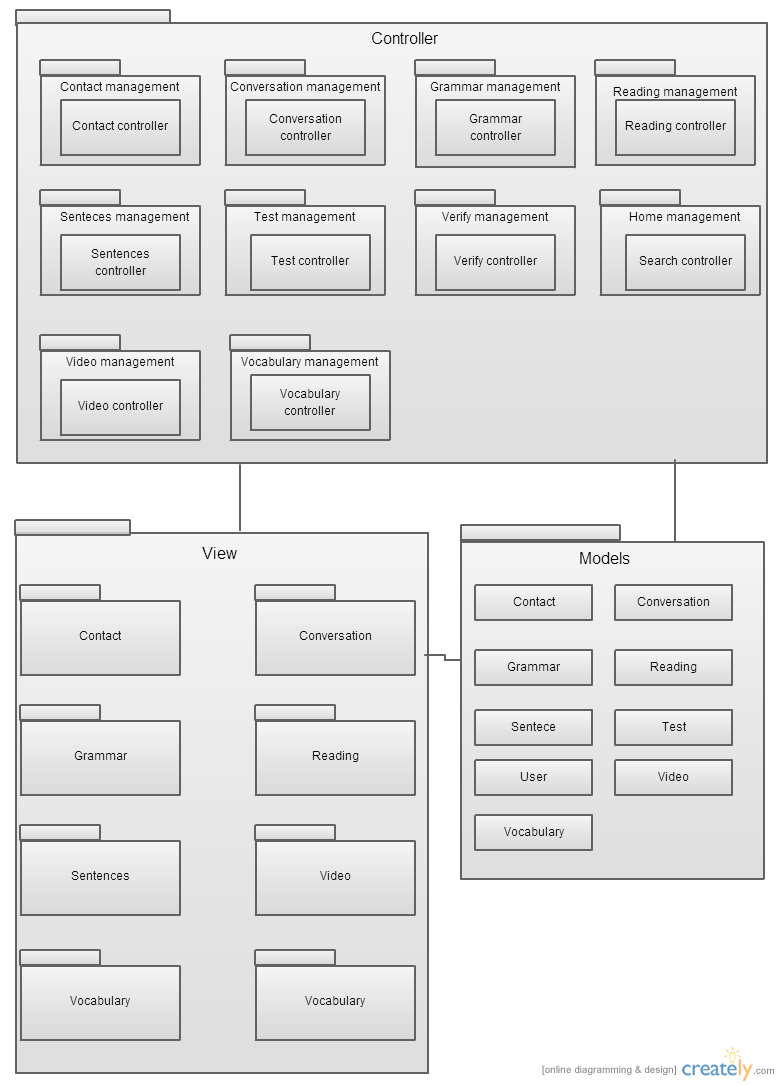 Controller
Contact management
Contact controller
Conversation management
Conversation
controller
Grammar management
Grammar
controller
Reading management
Reading controller
Senteces management
Sentences
controller
Test management
Test controller
Verify management
Verify controller
Home management
Search controller
Video management
Video controller
Vocabulary management
Vocabulary
controller
View
Contact
Conversation
Grammar
Reading
Sentences
Video
Vocabulary
Vocabulary
Models
Contact
Conversation
Grammar
Reading
Sentece
Test
User
Video
Vocabulary
[online diagramming & design] creately.com